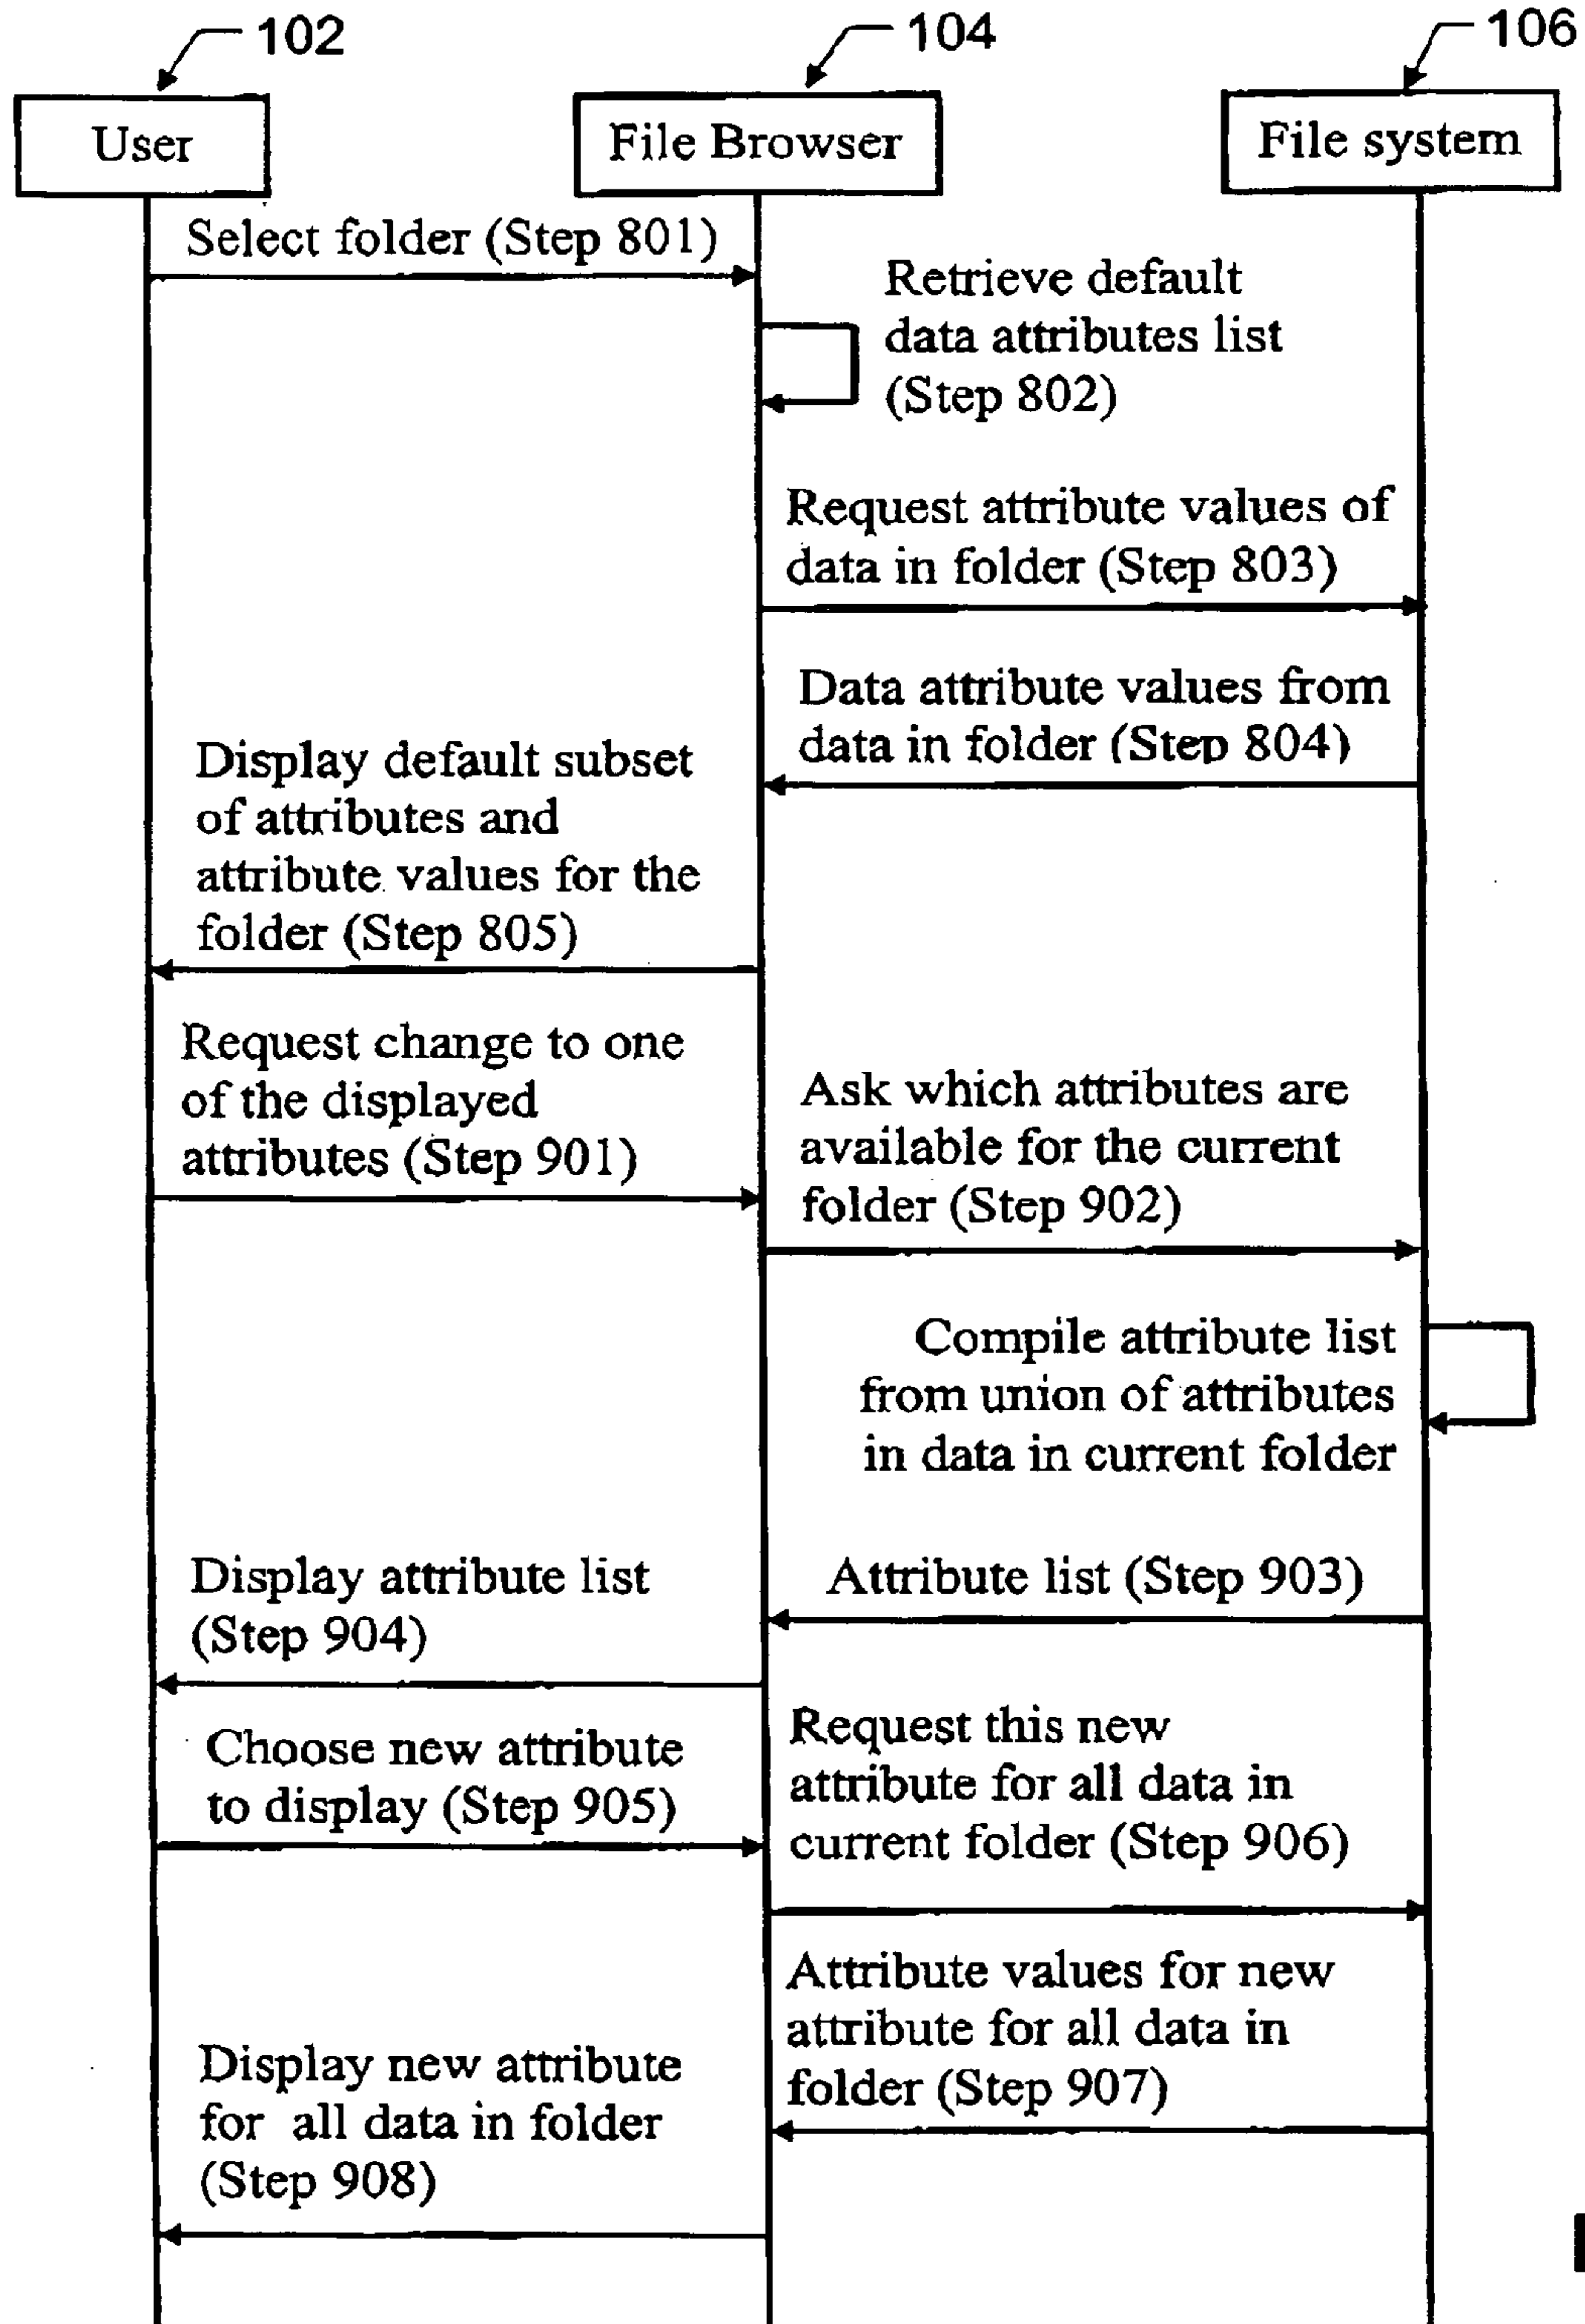 102
104
106
User
File Browser
File system
Select folder (Step 801)
Retrieve default
data attributes list
(Step 802)
Request attribute values of
data in folder (Step 803)
Data attribute values from
data in folder (Step 804)
Display default subset
of attributes and
attribute values for the
folder (Step 805)
Request change to one
of the displayed
attributes (Step 901)
Ask which attributes are
available for the current
folder (Step 902)
Compile attribute list
from union of attributes
in data in current folder
Attribute list (Step 903)
Display attribute list
(Step 904)
Choose new attribute
to display (Step 905)
Request this new
attribute for all data in
current folder (Step 906)
Attribute values for new
attribute for all data in
folder (Step 907)
Display new attribute
for all data in folder
(Step 908)